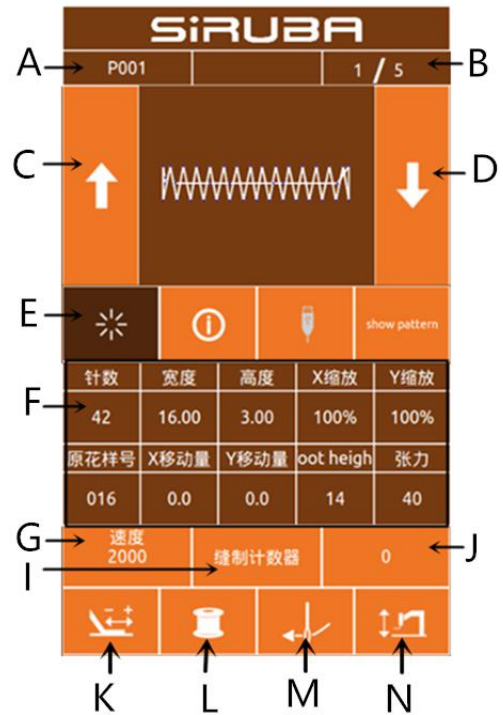 SiRUBA
A P001 1 / 5 B
C D
E show pattern
针数 宽度 高度 X缩放 Y缩放
F 42 16.00 3.00 100% 100%
原花样号 X移动量 Y移动量 oot heigh 张力
016 0.0 0.0 14 40
G 速度
2000 缝制计数器 0 J
I
K L M N